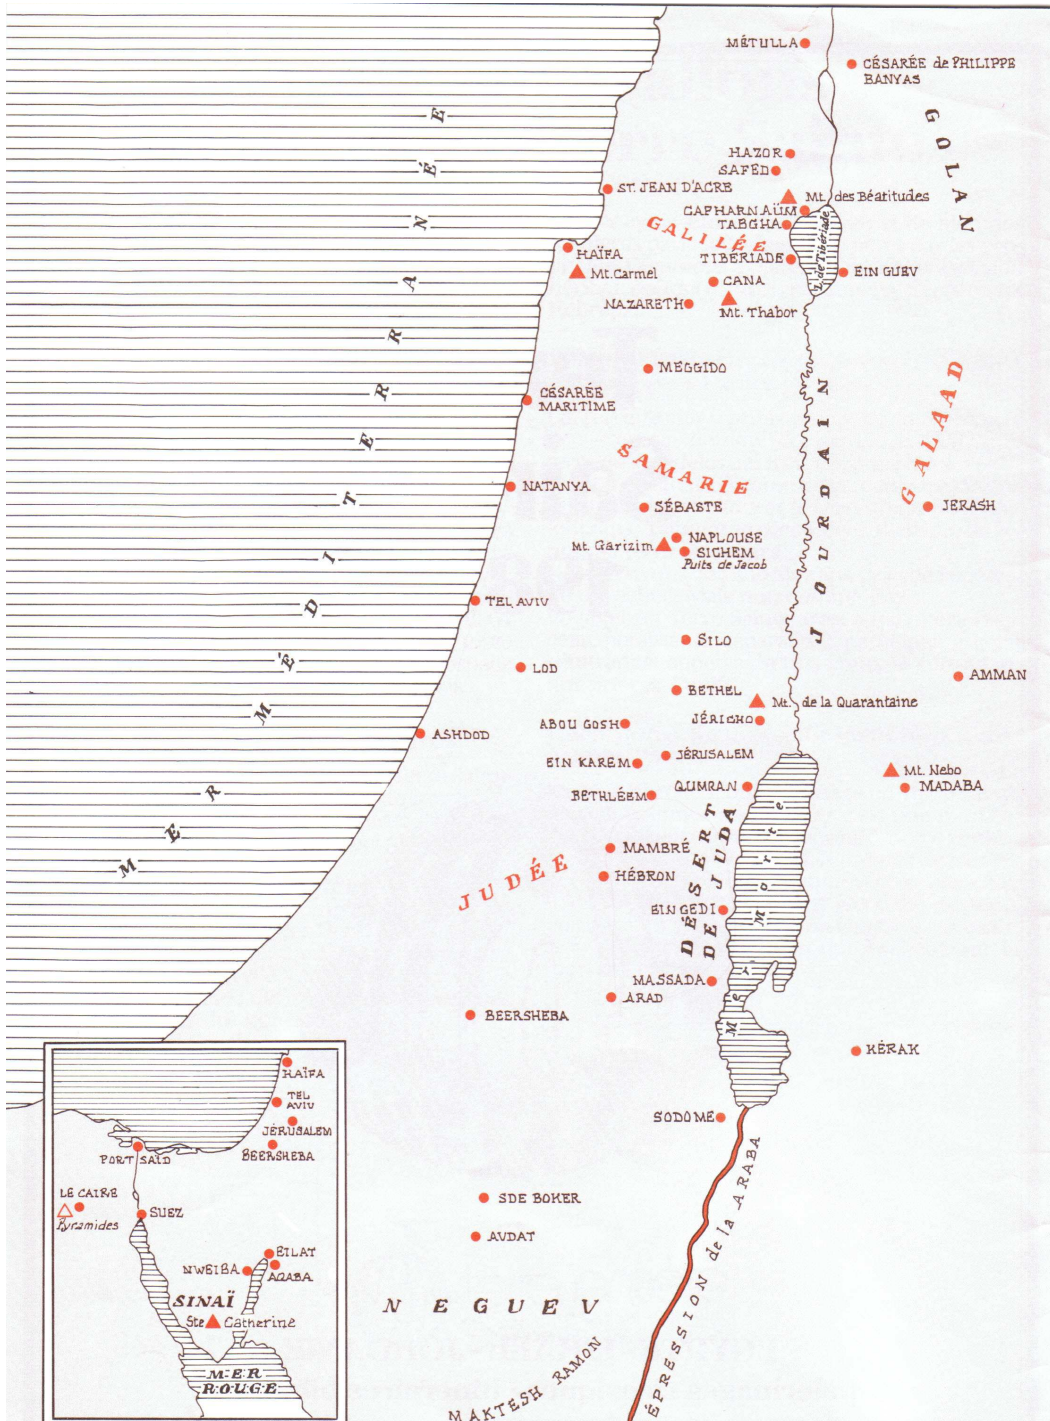 MÉTULLA
CÉSARÉE de PHILIPPE
BANYAS
GOLAN
HAZOR
SAFED
ST. JEAN D'ACRE
Mt. des Béatitudes
CAPHARNAÜM
TABGHA
GALILÉE
TIBERIADE
L. de Tibériade
EIN GUEV
HAÏFA
Mt. Carmel
CANA
NAZARETH
Mt. Thabor
MEGGIDO
CÉSARÉE
MARITIME
MER MÉDITERRANÉE
JOURDAIN
GALAAD
SAMARIE
NATANYA
SÉBASTE
JERASH
NAPLOUSE
Mt. Garizim
SICHEM
Puits de Jacob
TEL AVIV
SILO
LOD
AMMAN
BETHEL
Mt. de la Quarantaine
ABOU GOSH
JÉRICHO
ASHDOD
JÉRUSALEM
EIN KAREM
Mt. Nebo
MADABA
QUMRAN
BETHLÉEM
DÉSERT
DE JUDA
Mer Morte
MAMBRÉ
JUDÉE
HÉBRON
EIN GEDI
MASSADA
ARAD
BEERSHEBA
KÉRAK
SODOME
SDE BOKER
AVDAT
NEGUEV
MAKTESH RAMON
ÉPRESSION de la ARABA
HAÏFA
TEL
AVIV
JÉRUSALEM
BEERSHEBA
PORT SAÏD
LE CAIRE
Pyramides
SUEZ
EILAT
NWEIBA
AQABA
SINAÏ
Ste Catherine
MER
ROUGE